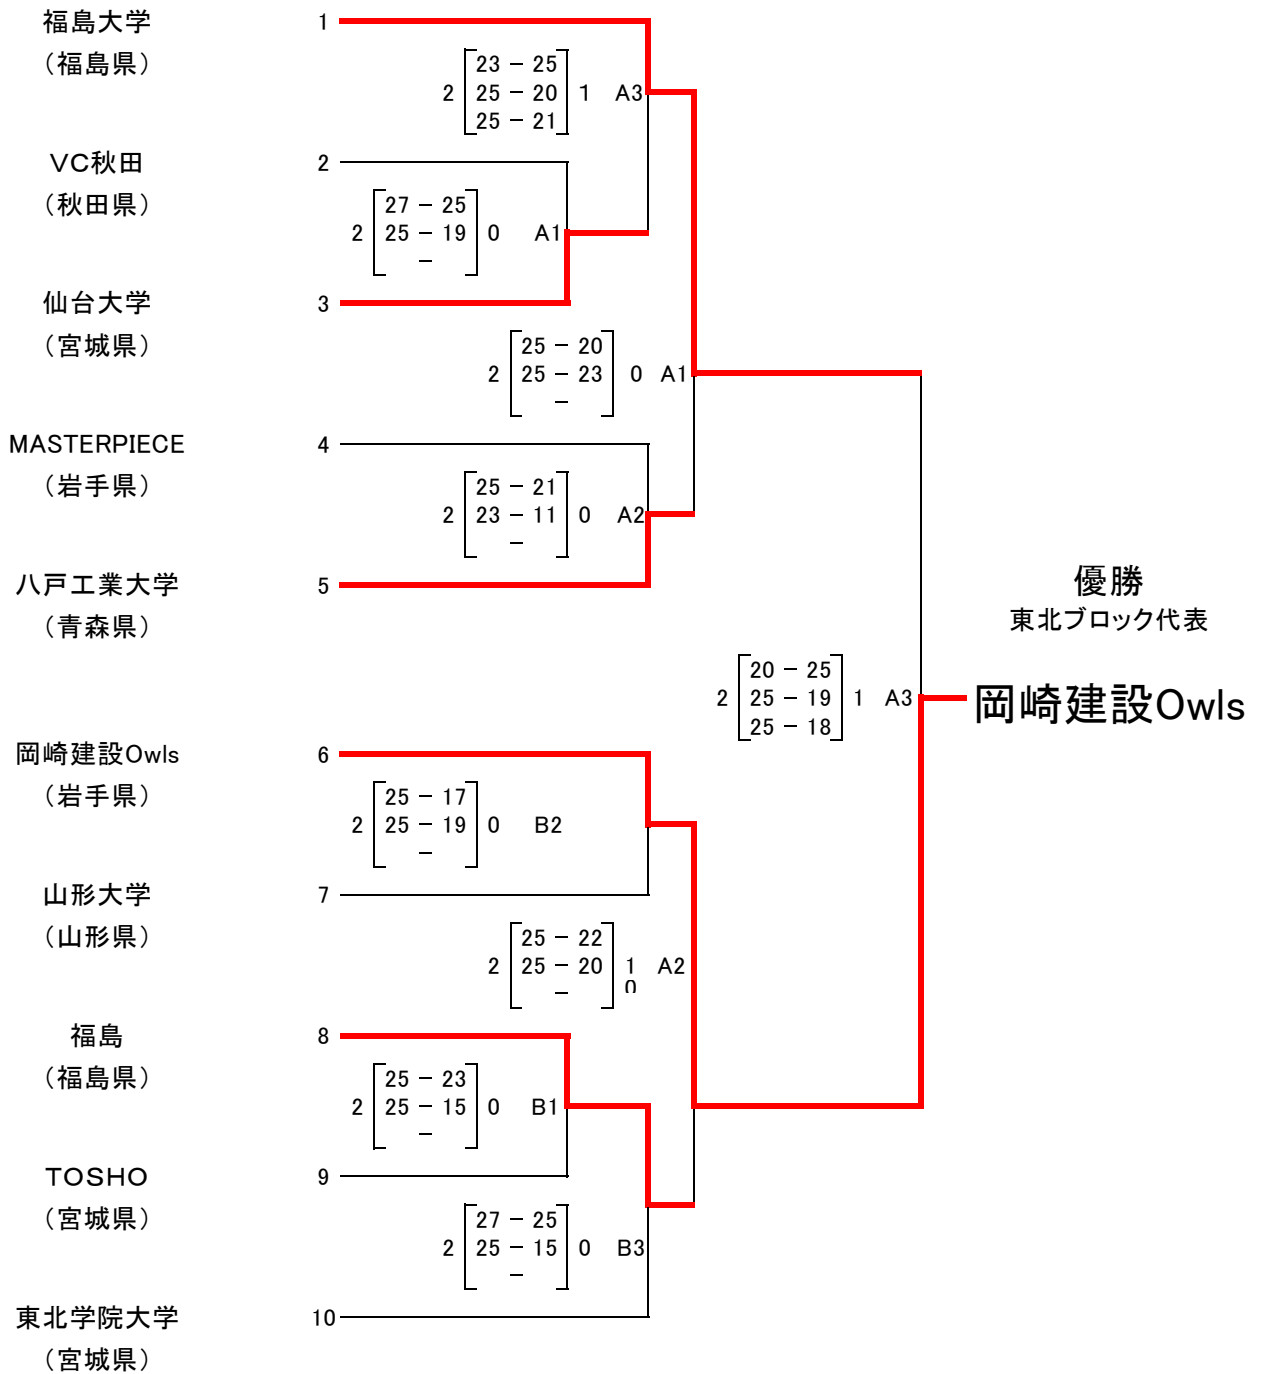 福島大学 1
（福島県）
23 － 25
2 25 － 20 1 A3
25 － 21
VC秋田 2
（秋田県）
27 － 25
2 25 － 19 0 A1
－
仙台大学 3
（宮城県）
25 － 20
2 25 － 23 0 A1
－
MASTERPIECE 4
（岩手県）
25 － 21
2 23 － 11 0 A2
－
八戸工業大学 5
（青森県）
優勝
東北ブロック代表
20 － 25
2 25 － 19 1 A3
25 － 18
岡崎建設Owls
岡崎建設Owls 6
（岩手県）
25 － 17
2 25 － 19 0 B2
－
山形大学 7
（山形県）
25 － 22
2 25 － 20 1 A2
－ 0
福島 8
（福島県）
25 － 23
2 25 － 15 0 B1
－
TOSHO 9
（宮城県）
27 － 25
2 25 － 15 0 B3
－
東北学院大学 10
（宮城県）